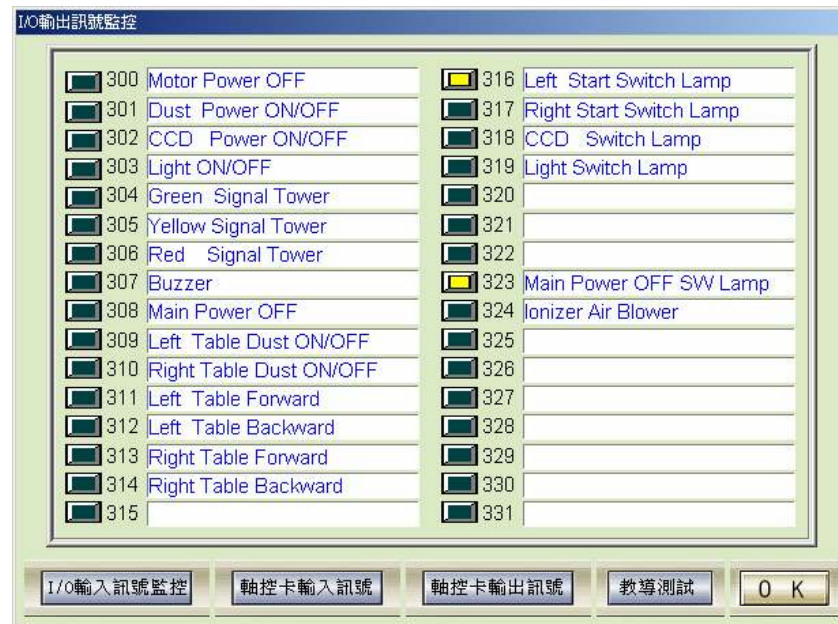 I/O輸出訊號監控
300 Motor Power OFF
301 Dust Power ON/OFF
302 CCD Power ON/OFF
303 Light ON/OFF
304 Green Signal Tower
305 Yellow Signal Tower
306 Red Signal Tower
307 Buzzer
308 Main Power OFF
309 Left Table Dust ON/OFF
310 Right Table Dust ON/OFF
311 Left Table Forward
312 Left Table Backward
313 Right Table Forward
314 Right Table Backward
315
316 Left Start Switch Lamp
317 Right Start Switch Lamp
318 CCD Switch Lamp
319 Light Switch Lamp
320
321
322
323 Main Power OFF SW Lamp
324 Ionizer Air Blower
325
326
327
328
329
330
331
I/O輸入訊號監控
軸控卡輸入訊號
軸控卡輸出訊號
教導測試
O K